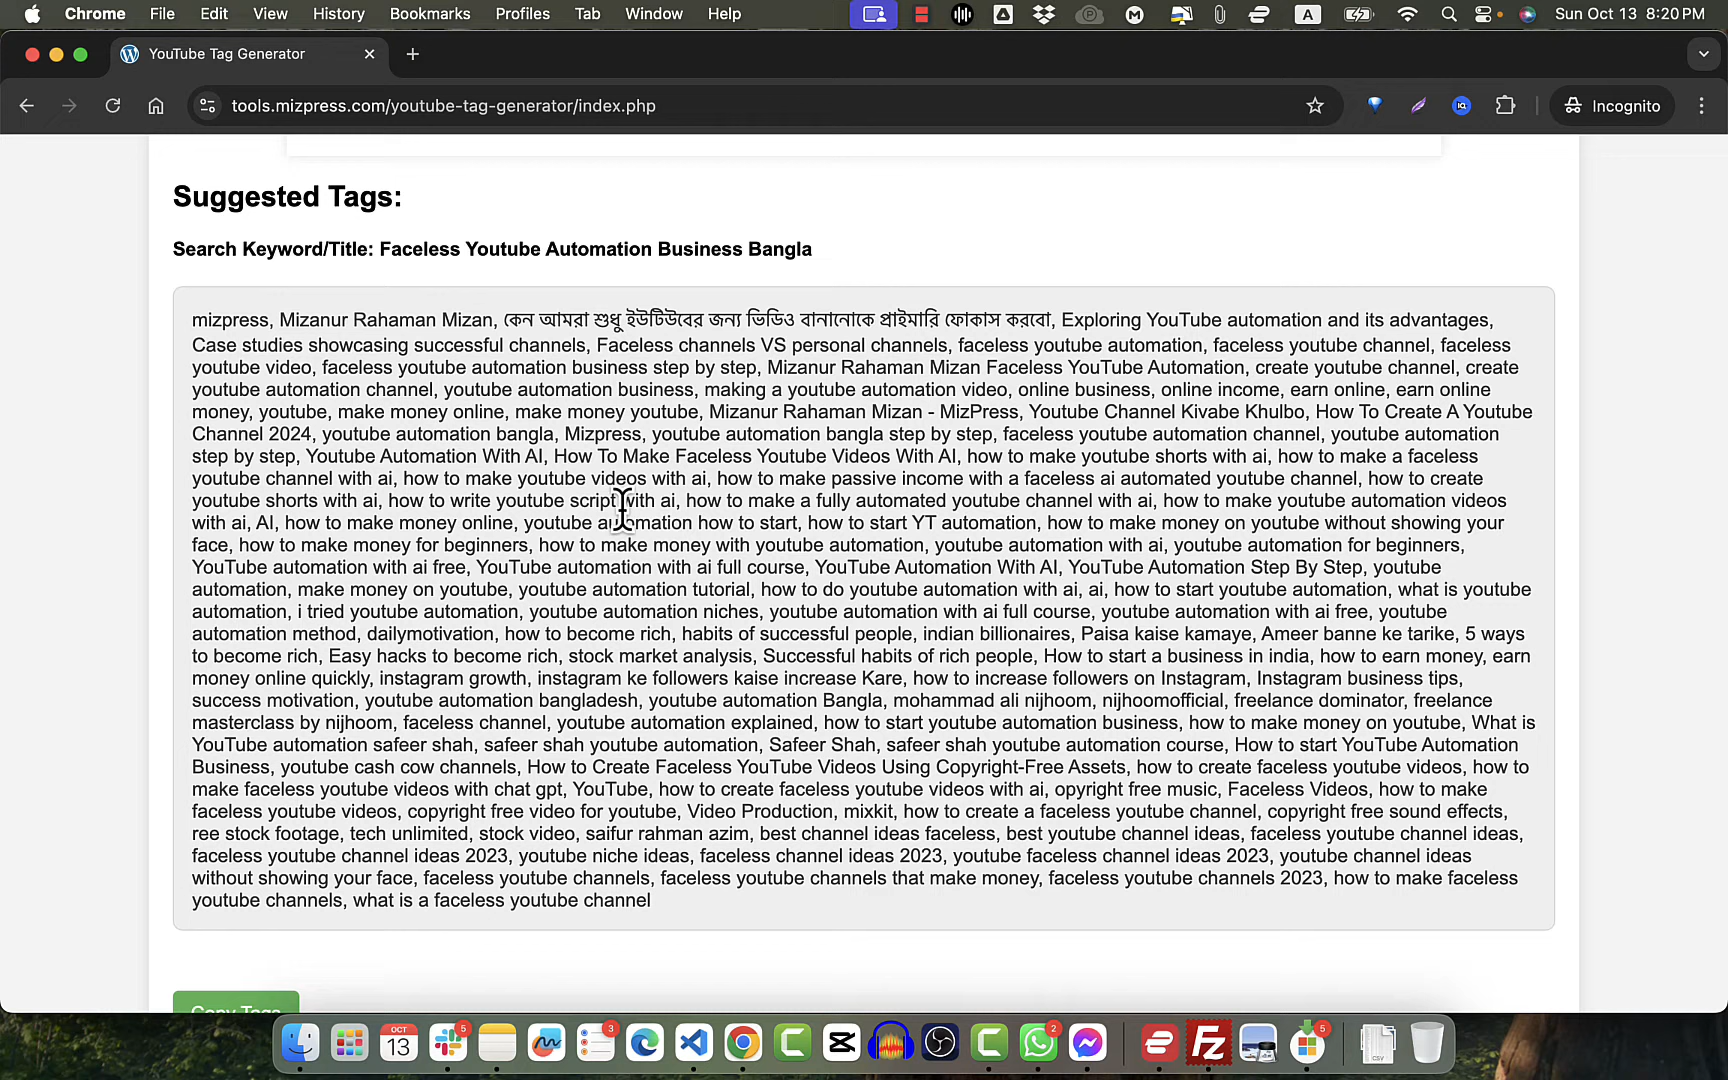 Chrome File Edit View History Bookmarks Profiles Tab Window Help A Sun Oct 13 8:20 PM
YouTube Tag Generator
tools.mizpress.com/youtube-tag-generator/index.php Incognito
Suggested Tags:
Search Keyword/Title: Faceless Youtube Automation Business Bangla
mizpress, Mizanur Rahaman Mizan, কেন আমরা শুধু ইউটিউবের জন্য ভিডিও বানানোকে প্রাইমারি ফোকাস করবো, Exploring YouTube automation and its advantages,
Case studies showcasing successful channels, Faceless channels VS personal channels, faceless youtube automation, faceless youtube channel, faceless
youtube video, faceless youtube automation business step by step, Mizanur Rahaman Mizan Faceless YouTube Automation, create youtube channel, create
youtube automation channel, youtube automation business, making a youtube automation video, online business, online income, earn online, earn online
money, youtube, make money online, make money youtube, Mizanur Rahaman Mizan - MizPress, Youtube Channel Kivabe Khulbo, How To Create A Youtube
Channel 2024, youtube automation bangla, Mizpress, youtube automation bangla step by step, faceless youtube automation channel, youtube automation
step by step, Youtube Automation With AI, How To Make Faceless Youtube Videos With AI, how to make youtube shorts with ai, how to make a faceless
youtube channel with ai, how to make youtube videos with ai, how to make passive income with a faceless ai automated youtube channel, how to create
youtube shorts with ai, how to write youtube script with ai, how to make a fully automated youtube channel with ai, how to make youtube automation videos
with ai, AI, how to make money online, youtube automation how to start, how to start YT automation, how to make money on youtube without showing your
face, how to make money for beginners, how to make money with youtube automation, youtube automation with ai, youtube automation for beginners,
YouTube automation with ai free, YouTube automation with ai full course, YouTube Automation With AI, YouTube Automation Step By Step, youtube
automation, make money on youtube, youtube automation tutorial, how to do youtube automation with ai, ai, how to start youtube automation, what is youtube
automation, i tried youtube automation, youtube automation niches, youtube automation with ai full course, youtube automation with ai free, youtube
automation method, dailymotivation, how to become rich, habits of successful people, indian billionaires, Paisa kaise kamaye, Ameer banne ke tarike, 5 ways
to become rich, Easy hacks to become rich, stock market analysis, Successful habits of rich people, How to start a business in india, how to earn money, earn
money online quickly, instagram growth, instagram ke followers kaise increase Kare, how to increase followers on Instagram, Instagram business tips,
success motivation, youtube automation bangladesh, youtube automation Bangla, mohammad ali nijhoom, nijhoomofficial, freelance dominator, freelance
masterclass by nijhoom, faceless channel, youtube automation explained, how to start youtube automation business, how to make money on youtube, What is
YouTube automation safeer shah, safeer shah youtube automation, Safeer Shah, safeer shah youtube automation course, How to start YouTube Automation
Business, youtube cash cow channels, How to Create Faceless YouTube Videos Using Copyright-Free Assets, how to create faceless youtube videos, how to
make faceless youtube videos with chat gpt, YouTube, how to create faceless youtube videos with ai, opyright free music, Faceless Videos, how to make
faceless youtube videos, copyright free video for youtube, Video Production, mixkit, how to create a faceless youtube channel, copyright free sound effects,
ree stock footage, tech unlimited, stock video, saifur rahman azim, best channel ideas faceless, best youtube channel ideas, faceless youtube channel ideas,
faceless youtube channel ideas 2023, youtube niche ideas, faceless channel ideas 2023, youtube faceless channel ideas 2023, youtube channel ideas
without showing your face, faceless youtube channels, faceless youtube channels that make money, faceless youtube channels 2023, how to make faceless
youtube channels, what is a faceless youtube channel
Copy Tags
OCT 5 3 2 5
13 Fz CSV